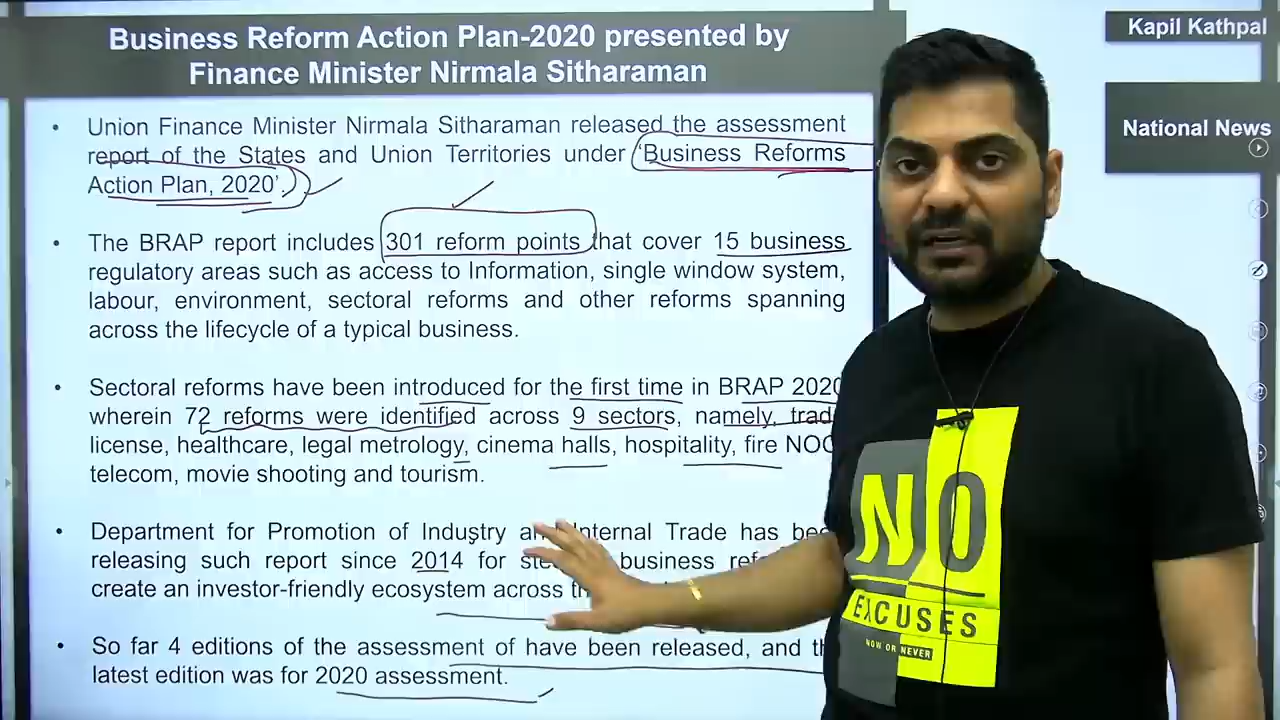 Business Reform Action Plan-2020 presented by
Finance Minister Nirmala Sitharaman
Kapil Kathpal
National News
• Union Finance Minister Nirmala Sitharaman released the assessment
report of the States and Union Territories under ‘Business Reforms
Action Plan, 2020’.
• The BRAP report includes 301 reform points that cover 15 business
regulatory areas such as access to Information, single window system,
labour, environment, sectoral reforms and other reforms spanning
across the lifecycle of a typical business.
• Sectoral reforms have been introduced for the first time in BRAP 2020
wherein 72 reforms were identified across 9 sectors, namely, trade
license, healthcare, legal metrology, cinema halls, hospitality, fire NOC,
telecom, movie shooting and tourism.
• Department for Promotion of Industry and Internal Trade has been
releasing such report since 2014 for business
create an investor-friendly ecosystem across
• So far 4 editions of the assessment of have been released, and the
latest edition was for 2020 assessment.
NO
EXCUSES
NOW OR NEVER